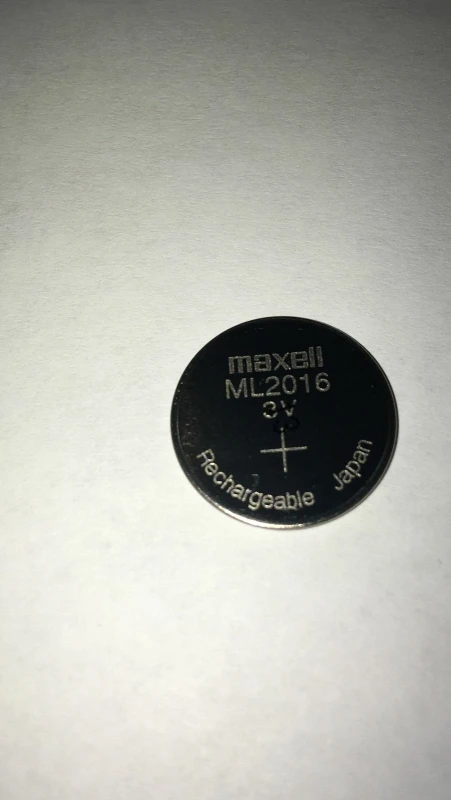 maxell
ML2016
3V
+
Rechargeable Japan